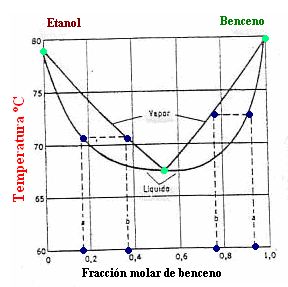 Etanol
Benceno
Temperatura ºC
80
75
70
65
60
Vapor
Líquido
a
b
b
a
0
0,2
0,4
0,6
0,8
1,0
Fracción molar de benceno